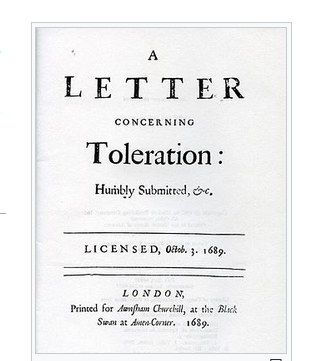 A
LETTER
CONCERNING
Toleration:
Humbly Submitted, &c.
LICENSED, Octob. 3. 1689.
LONDON,
Printed for Awnsham Churchill, at the Black
Swan at Amen-Corner. 1689.